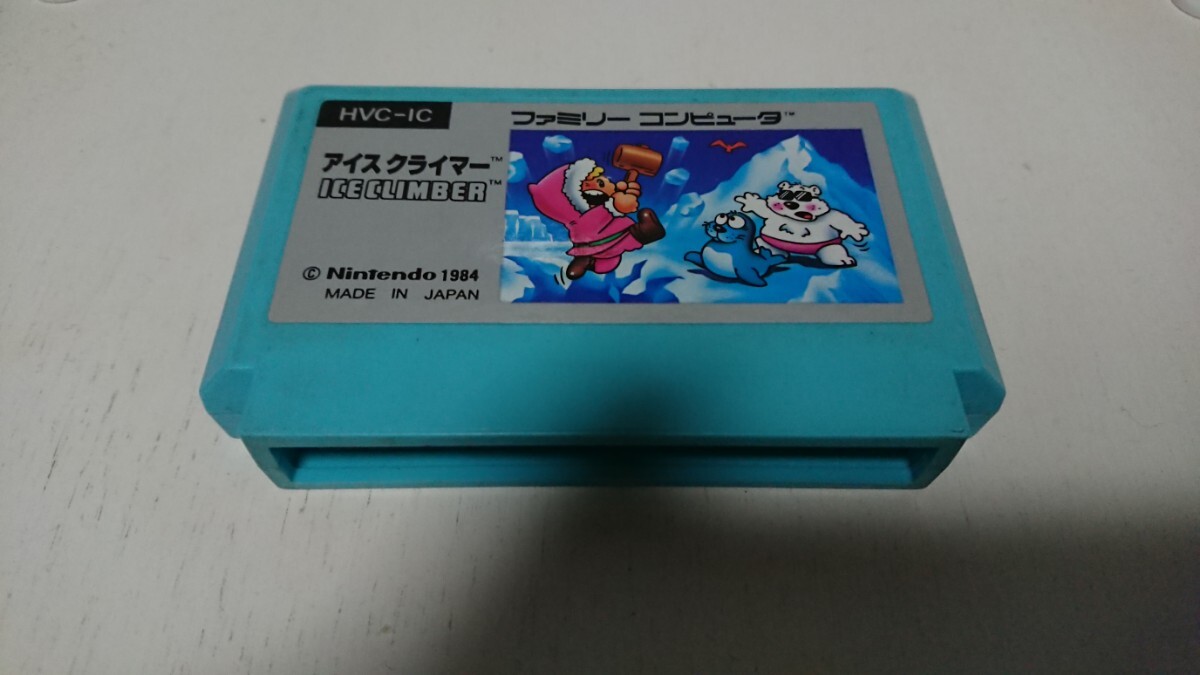 HVC-IC
ファミリー コンピュータ™
アイスクライマー™
ICE CLIMBER™
© Nintendo 1984
MADE IN JAPAN